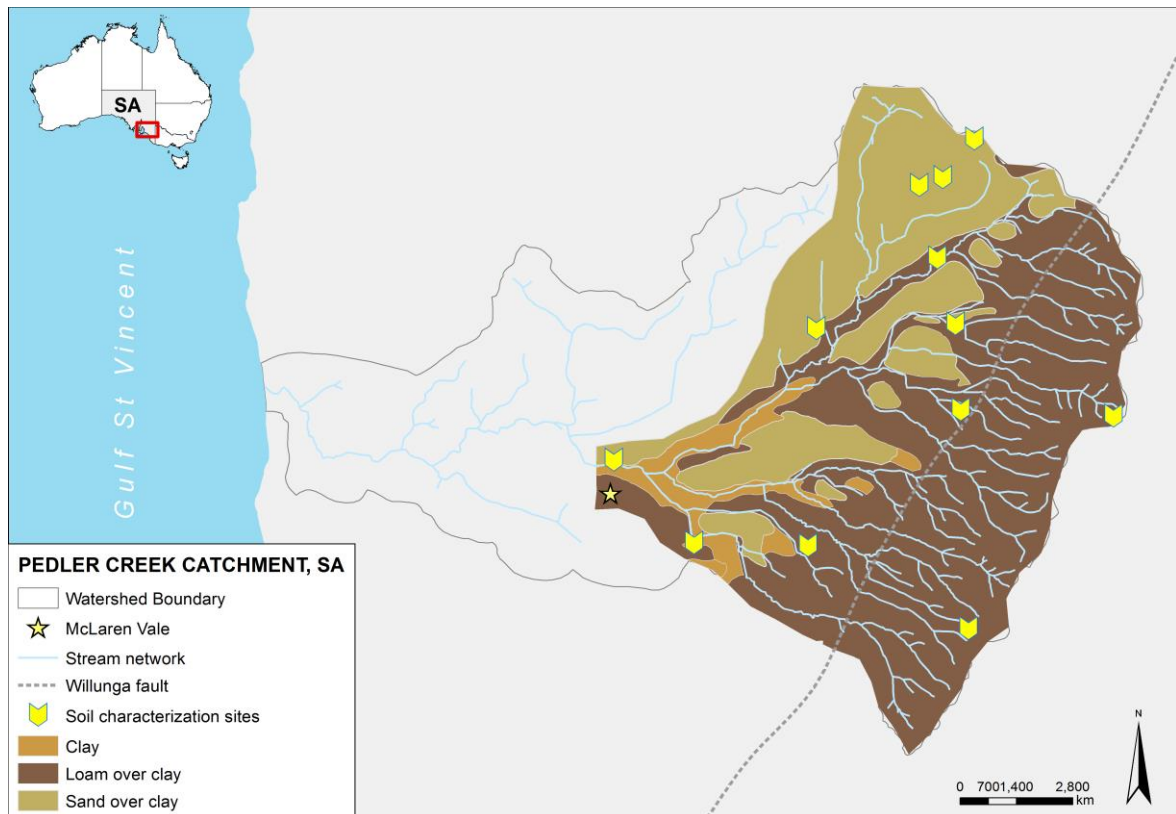 SA
Gulf St Vincent
PEDLER CREEK CATCHMENT, SA
Watershed Boundary
McLaren Vale
Stream network
Willunga fault
Soil characterization sites
Clay
Loam over clay
Sand over clay
N
0 7001,400 2,800
km